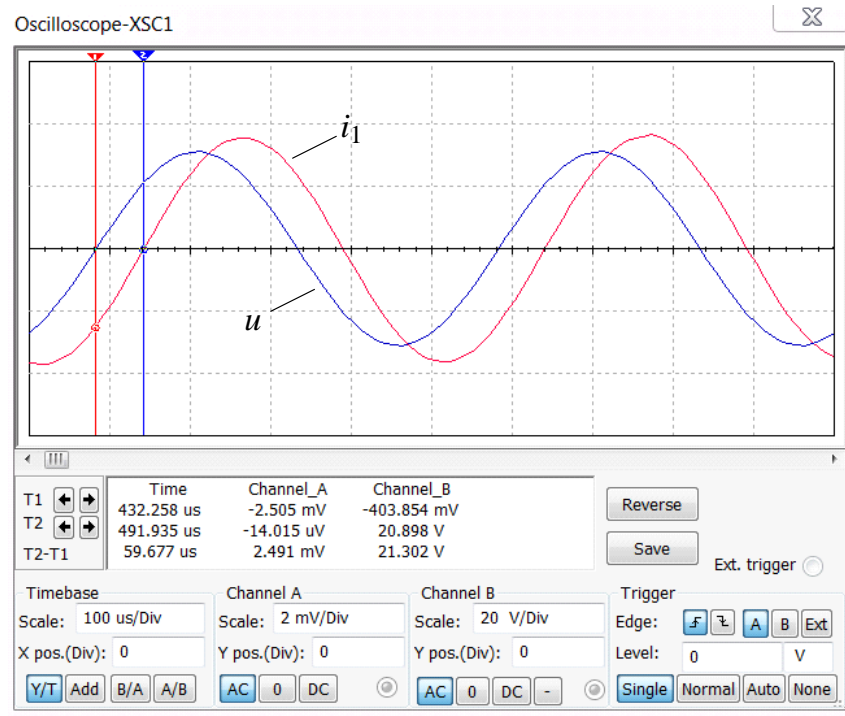 Oscilloscope-XSC1
1 2
i1
u
T1
T2
T2-T1
Time Channel_A Channel_B
432.258 us -2.505 mV -403.854 mV
491.935 us -14.015 uV 20.898 V
59.677 us 2.491 mV 21.302 V
Reverse
Save
Ext. trigger
Timebase
Scale: 100 us/Div
X pos.(Div): 0
Y/T Add B/A A/B
Channel A
Scale: 2 mV/Div
Y pos.(Div): 0
AC 0 DC
Channel B
Scale: 20 V/Div
Y pos.(Div): 0
AC 0 DC -
Trigger
Edge: A B Ext
Level: 0 V
Single Normal Auto None